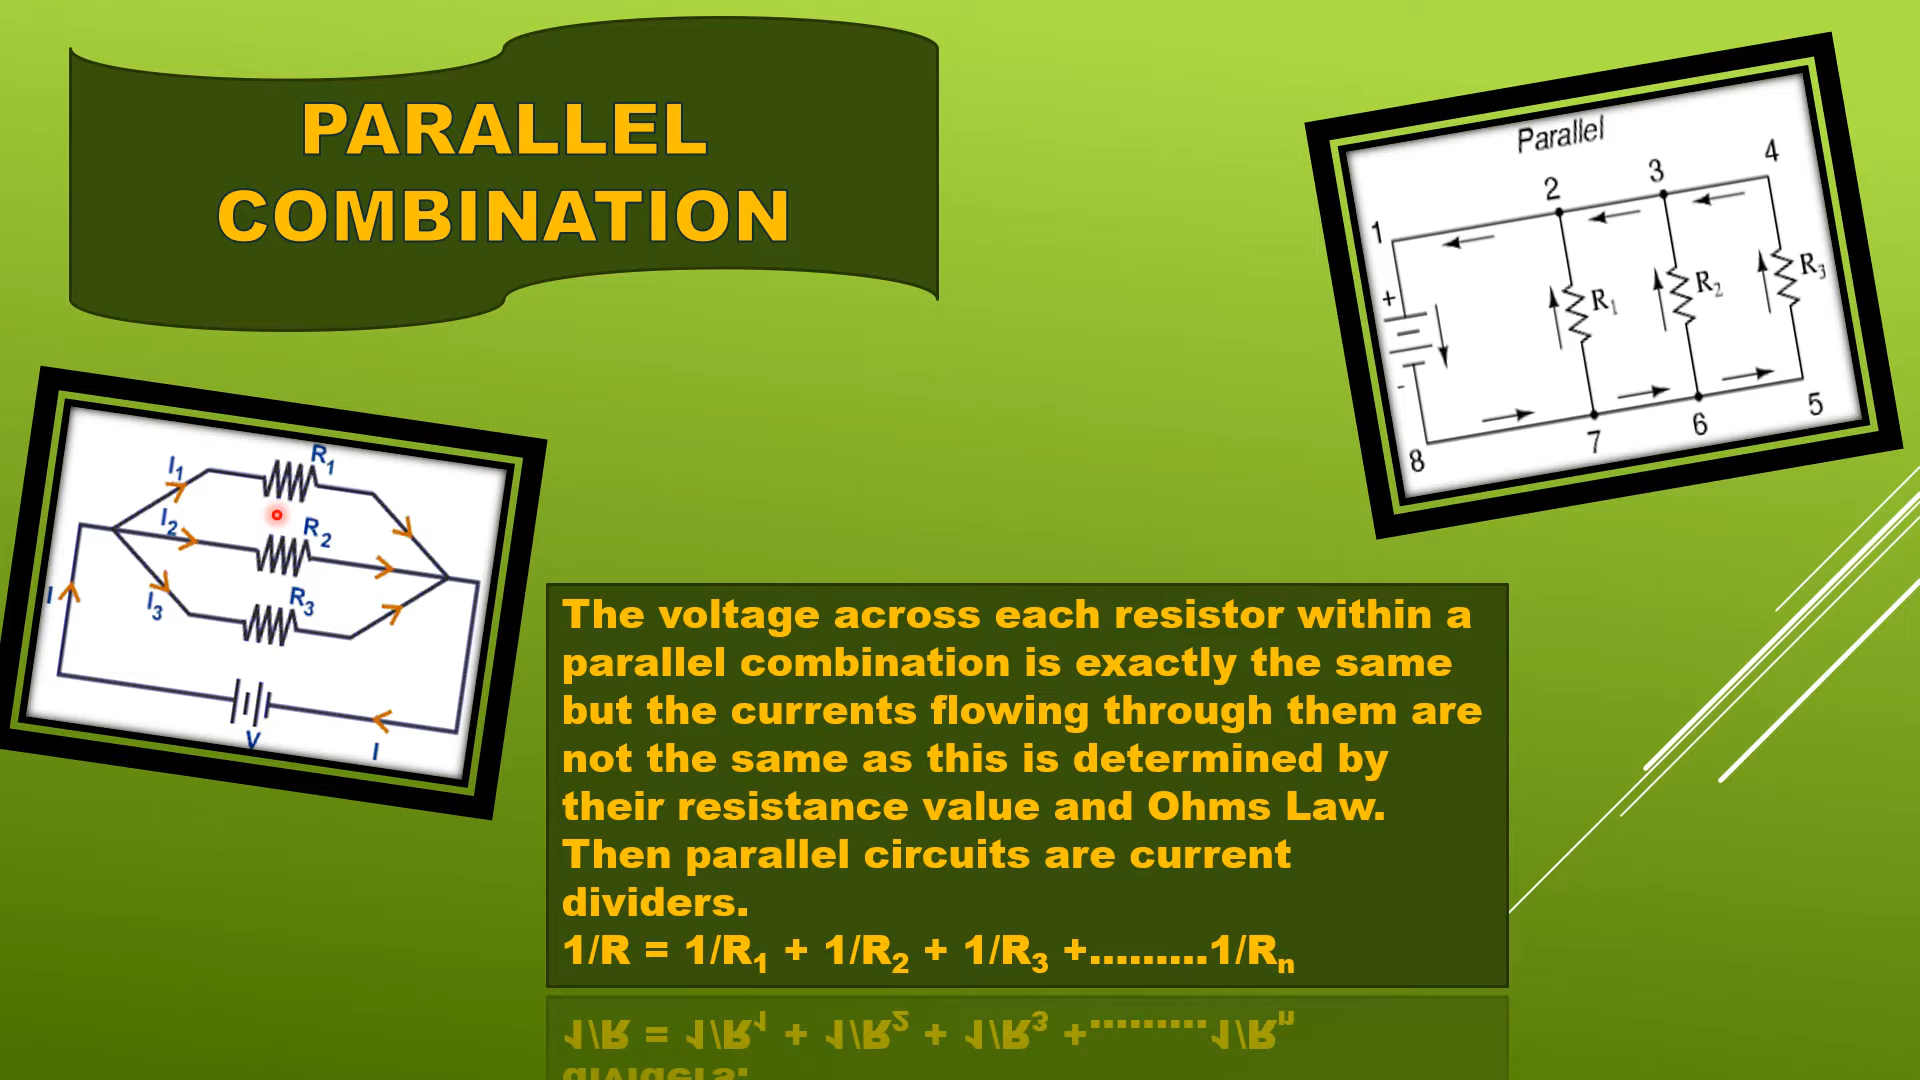 PARALLEL
COMBINATION
Parallel
1
2
3
4
+
-
R1
R2
R3
8
7
6
5
I1
R1
I2
R2
I3
R3
I
V
I
The voltage across each resistor within a
parallel combination is exactly the same
but the currents flowing through them are
not the same as this is determined by
their resistance value and Ohms Law.
Then parallel circuits are current
dividers.
1/R = 1/R1 + 1/R2 + 1/R3 +.........1/Rn